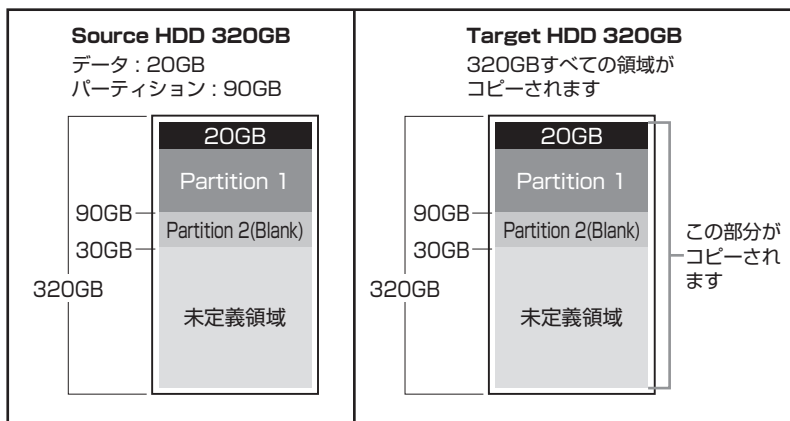 Source HDD 320GB
データ : 20GB
パーティション : 90GB
20GB
Partition 1
90GB
Partition 2(Blank)
30GB
320GB
未定義領域
Target HDD 320GB
320GBすべての領域が
コピーされます
20GB
Partition 1
90GB
Partition 2(Blank)
30GB
320GB
未定義領域
この部分が
コピーされ
ます